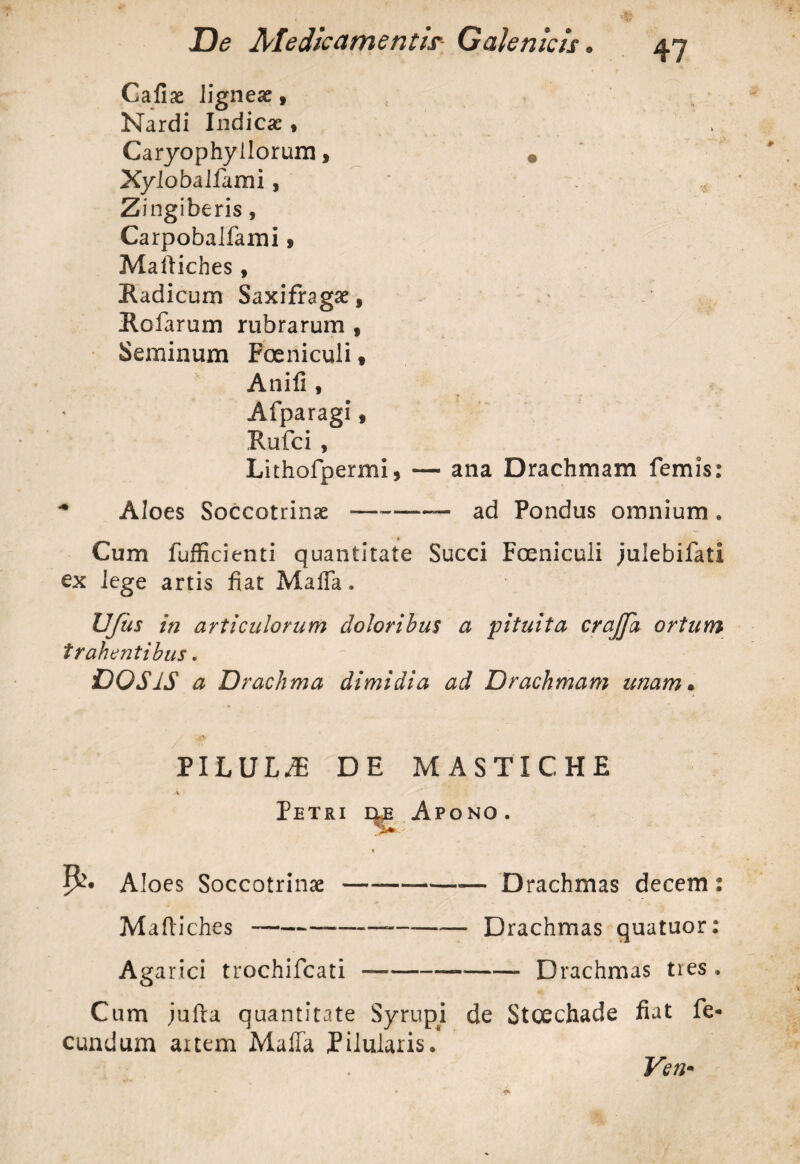 De Medicamentis Galenicis. 47
Caſiæ ligneæ,
Nardi Indicæ,
Caryophyllorum,
Xylobalſami,
Zingiberis,
Carpobalſami,
Maſtiches,
Radicum Saxifragæ,
Roſarum rubrarum,
Seminum Fœniculi,
Aniſi,
Aſparagi,
Ruſci,
Lithoſpermi, — ana Drachmam ſemis:
Aloes Soccotrinæ ——— ad Pondus omnium.
Cum ſufficienti quantitate Succi Fœniculi julebiſati
ex lege artis fiat Maſſa.
Uſus in articulorum doloribus a pituita craſſa ortum
trahentibus.
DOSIS a Drachma dimidia ad Drachmam unam.
PILULÆ DE MASTICHE
PETRI DE APONO.
℞. Aloes Soccotrinæ ——— Drachmas decem:
Maſtiches ——— Drachmas quatuor:
Agarici trochiſcati ——— Drachmas tres.
Cum juſta quantitate Syrupi de Stœchade fiat ſe-
cundum artem Maſſa Pilularis.
Ven-